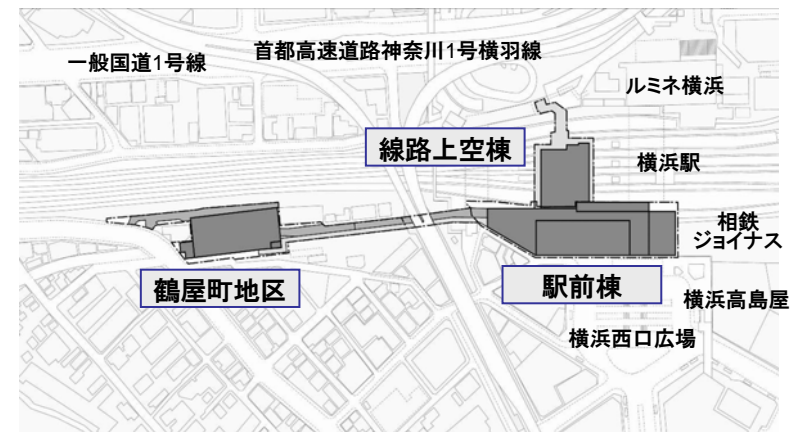 首都高速道路神奈川1号横羽線
一般国道1号線
ルミネ横浜
線路上空棟
横浜駅
相鉄
ジョイナス
鶴屋町地区
駅前棟
横浜高島屋
横浜西口広場